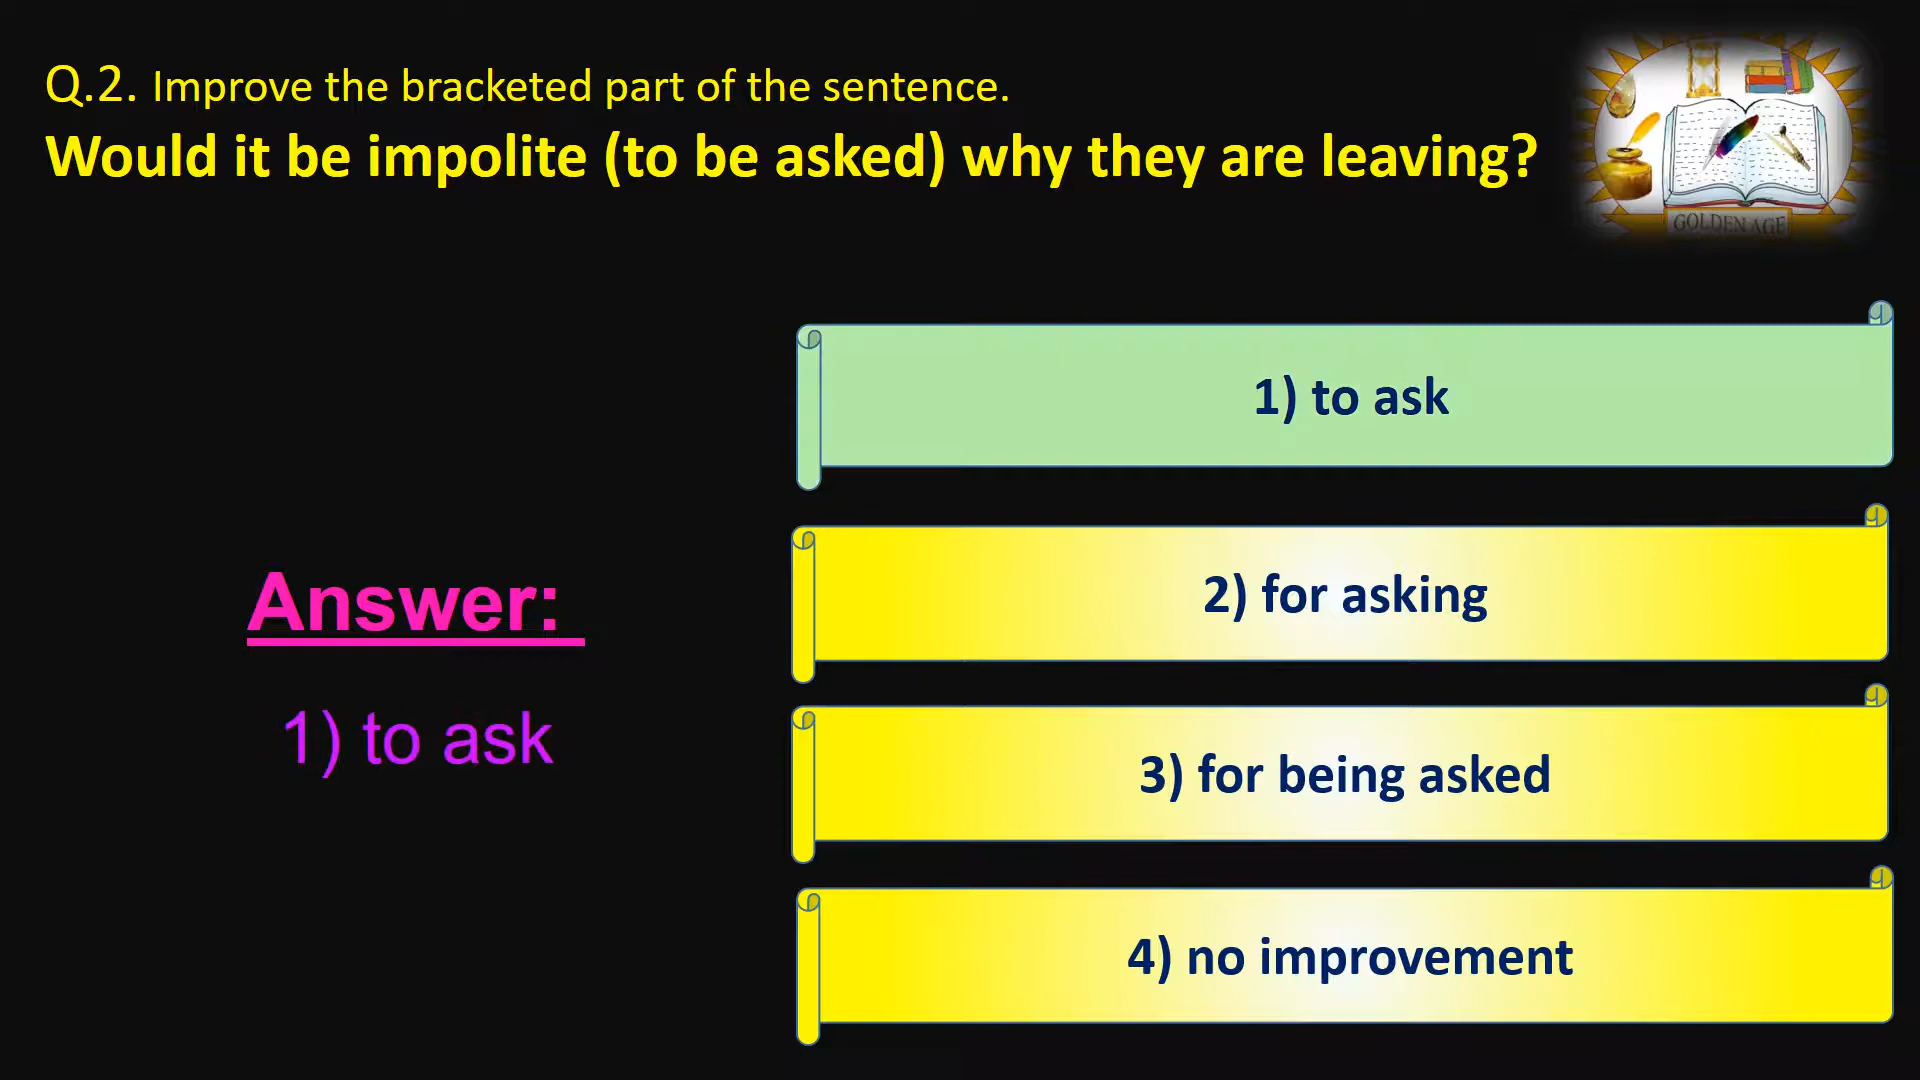 Q.2. Improve the bracketed part of the sentence.
Would it be impolite (to be asked) why they are leaving?
GOLDEN AGE
1) to ask
2) for asking
Answer:
1) to ask
3) for being asked
4) no improvement